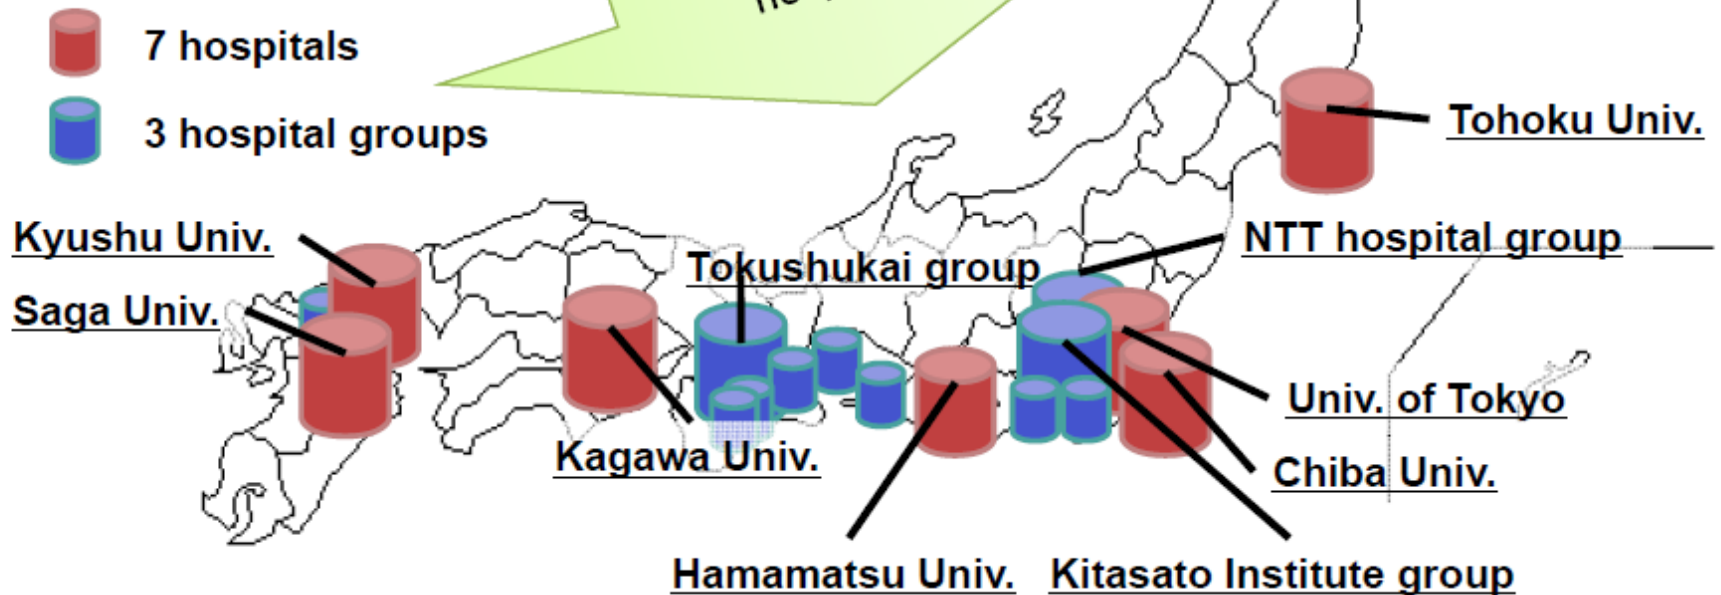 7 hospitals
3 hospital groups
Tohoku Univ.
Kyushu Univ.
NTT hospital group
Tokushukai group
Saga Univ.
Univ. of Tokyo
Kagawa Univ.
Chiba Univ.
Hamamatsu Univ.
Kitasato Institute group